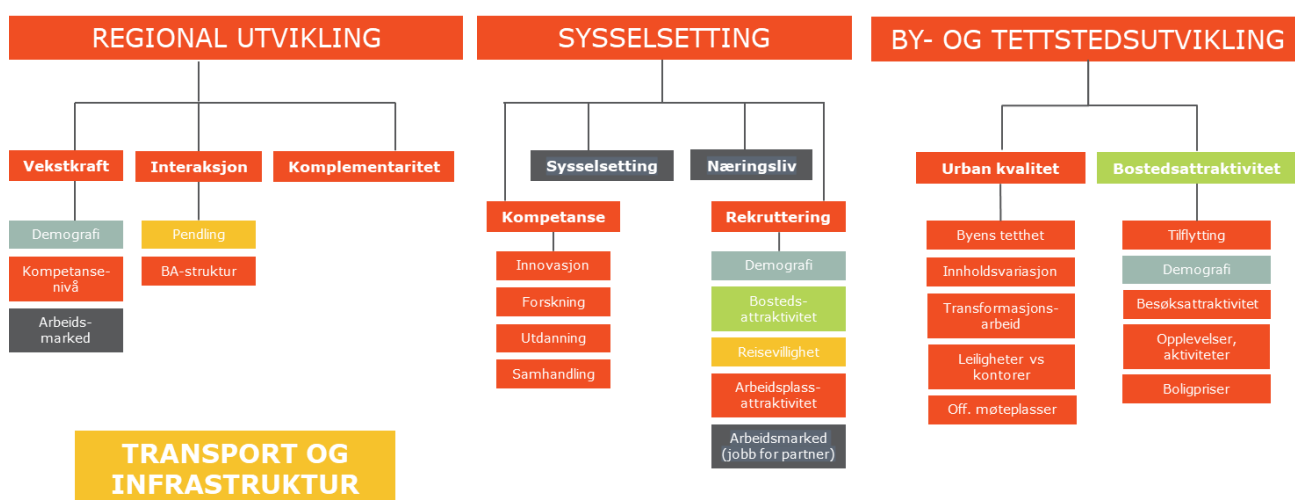 REGIONAL UTVIKLING
Vekstkraft
Interaksjon
Komplementaritet
Demografi
Kompetanse-
nivå
Arbeids-
marked
Pendling
BA-struktur
TRANSPORT OG
INFRASTRUKTUR
SYSSELSETTING
Sysselsetting
Næringsliv
Kompetanse
Innovasjon
Forskning
Utdanning
Samhandling
Rekruttering
Demografi
Bosteds-
attraktivitet
Reisevillighet
Arbeidsplass-
attraktivitet
Arbeidsmarked
(jobb for partner)
BY- OG TETTSTEDSUTVIKLING
Urban kvalitet
Byens tetthet
Innholdsvariasjon
Transformasjons-
arbeid
Leiligheter vs
kontorer
Off. møteplasser
Bostedsattraktivitet
Tilflytting
Demografi
Besøksattraktivitet
Opplevelser,
aktiviteter
Boligpriser